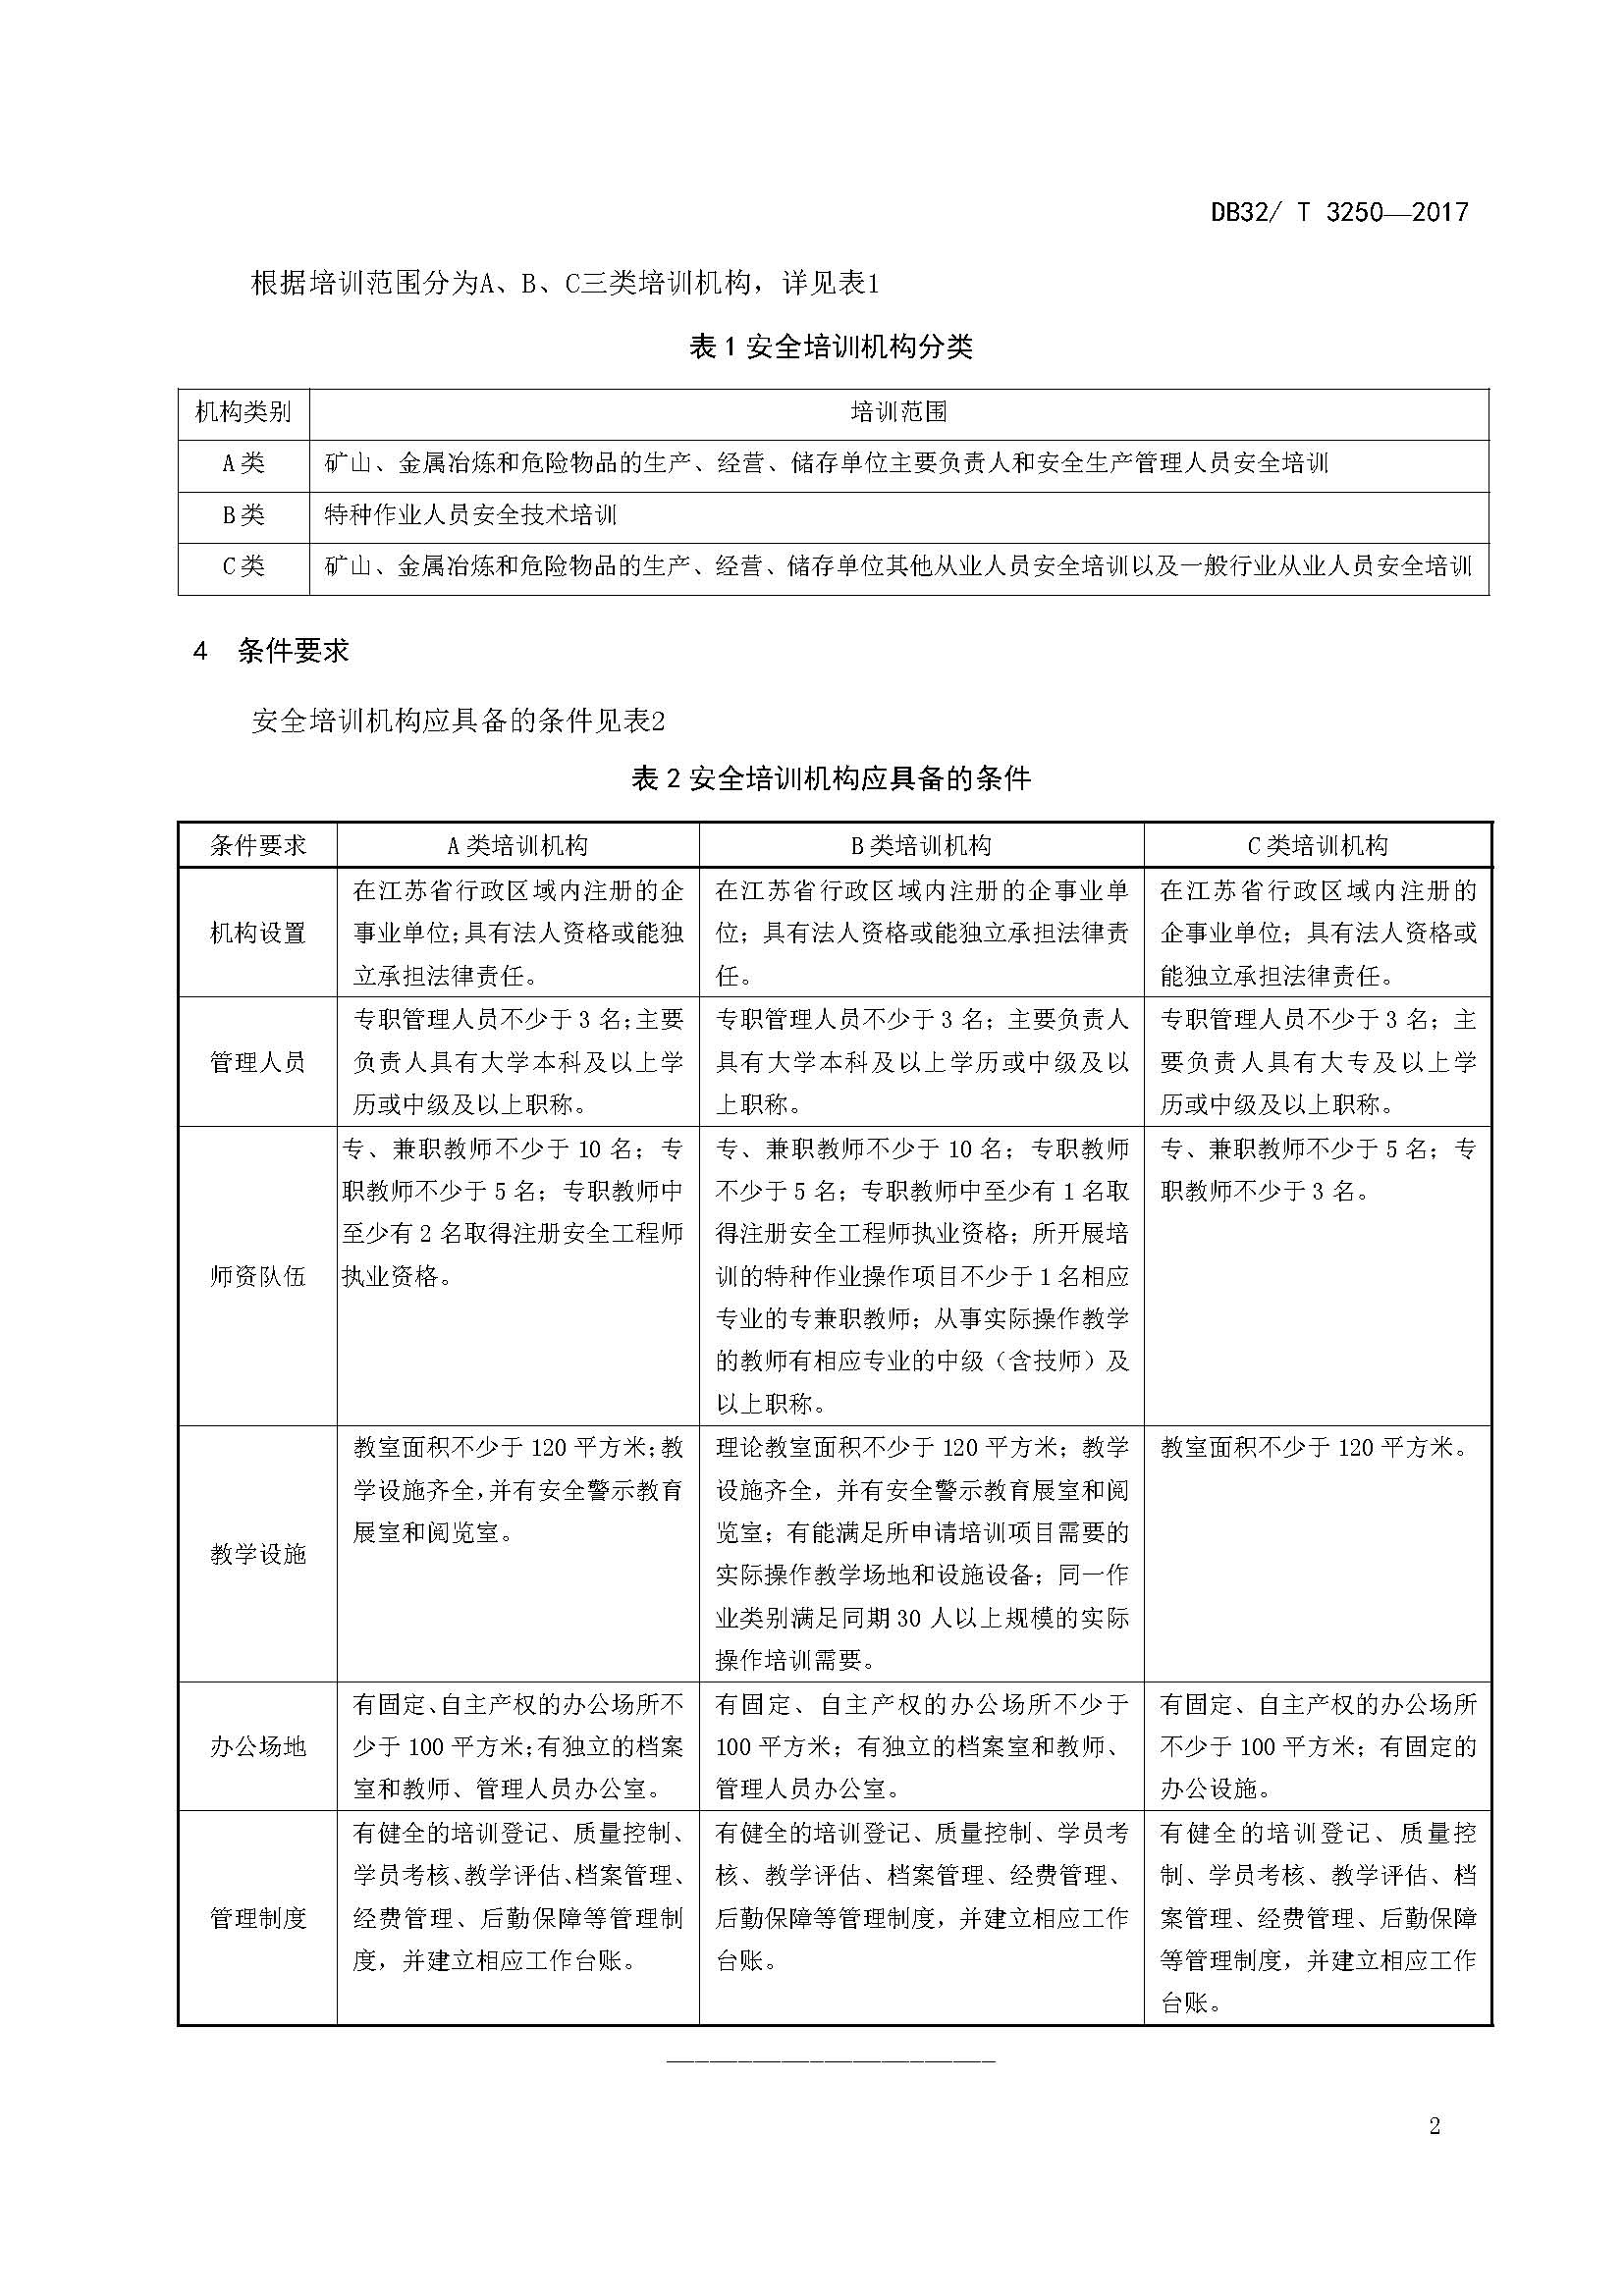 DB32/ T 3250—2017
根据培训范围分为A、B、C三类培训机构，详见表1
表 1 安全培训机构分类
机构类别 培训范围
A 类 矿山、金属冶炼和危险物品的生产、经营、储存单位主要负责人和安全生产管理人员安全培训
B 类 特种作业人员安全技术培训
C 类 矿山、金属冶炼和危险物品的生产、经营、储存单位其他从业人员安全培训以及一般行业从业人员安全培训
4 条件要求
安全培训机构应具备的条件见表2
表 2 安全培训机构应具备的条件
条件要求 A 类培训机构 B 类培训机构 C 类培训机构
机构设置
在江苏省行政区域内注册的企
事业单位；具有法人资格或能独
立承担法律责任。
在江苏省行政区域内注册的企事业单
位；具有法人资格或能独立承担法律责
任。
在江苏省行政区域内注册的
企事业单位；具有法人资格或
能独立承担法律责任。
管理人员
专职管理人员不少于 3 名；主要
负责人具有大学本科及以上学
历或中级及以上职称。
专职管理人员不少于 3 名；主要负责人
具有大学本科及以上学历或中级及以
上职称。
专职管理人员不少于 3 名；主
要负责人具有大专及以上学
历或中级及以上职称。
师资队伍
专、兼职教师不少于 10 名；专
职教师不少于 5 名；专职教师中
至少有 2 名取得注册安全工程师
执业资格。
专、兼职教师不少于 10 名；专职教师
不少于 5 名；专职教师中至少有 1 名取
得注册安全工程师执业资格；所开展培
训的特种作业操作项目不少于 1 名相应
专业的专兼职教师；从事实际操作教学
的教师有相应专业的中级（含技师）及
以上职称。
专、兼职教师不少于 5 名；专
职教师不少于 3 名。
教学设施
教室面积不少于 120 平方米；教
学设施齐全，并有安全警示教育
展室和阅览室。
理论教室面积不少于 120 平方米；教学
设施齐全，并有安全警示教育展室和阅
览室；有能满足所申请培训项目需要的
实际操作教学场地和设施设备；同一作
业类别满足同期 30 人以上规模的实际
操作培训需要。
教室面积不少于 120 平方米。
办公场地
有固定、自主产权的办公场所不
少于 100 平方米；有独立的档案
室和教师、管理人员办公室。
有固定、自主产权的办公场所不少于
100 平方米；有独立的档案室和教师、
管理人员办公室。
有固定、自主产权的办公场所
不少于 100 平方米；有固定的
办公设施。
管理制度
有健全的培训登记、质量控制、
学员考核、教学评估、档案管理、
经费管理、后勤保障等管理制
度，并建立相应工作台账。
有健全的培训登记、质量控制、学员考
核、教学评估、档案管理、经费管理、
后勤保障等管理制度，并建立相应工作
台账。
有健全的培训登记、质量控
制、学员考核、教学评估、档
案管理、经费管理、后勤保障
等管理制度，并建立相应工作
台账。
2